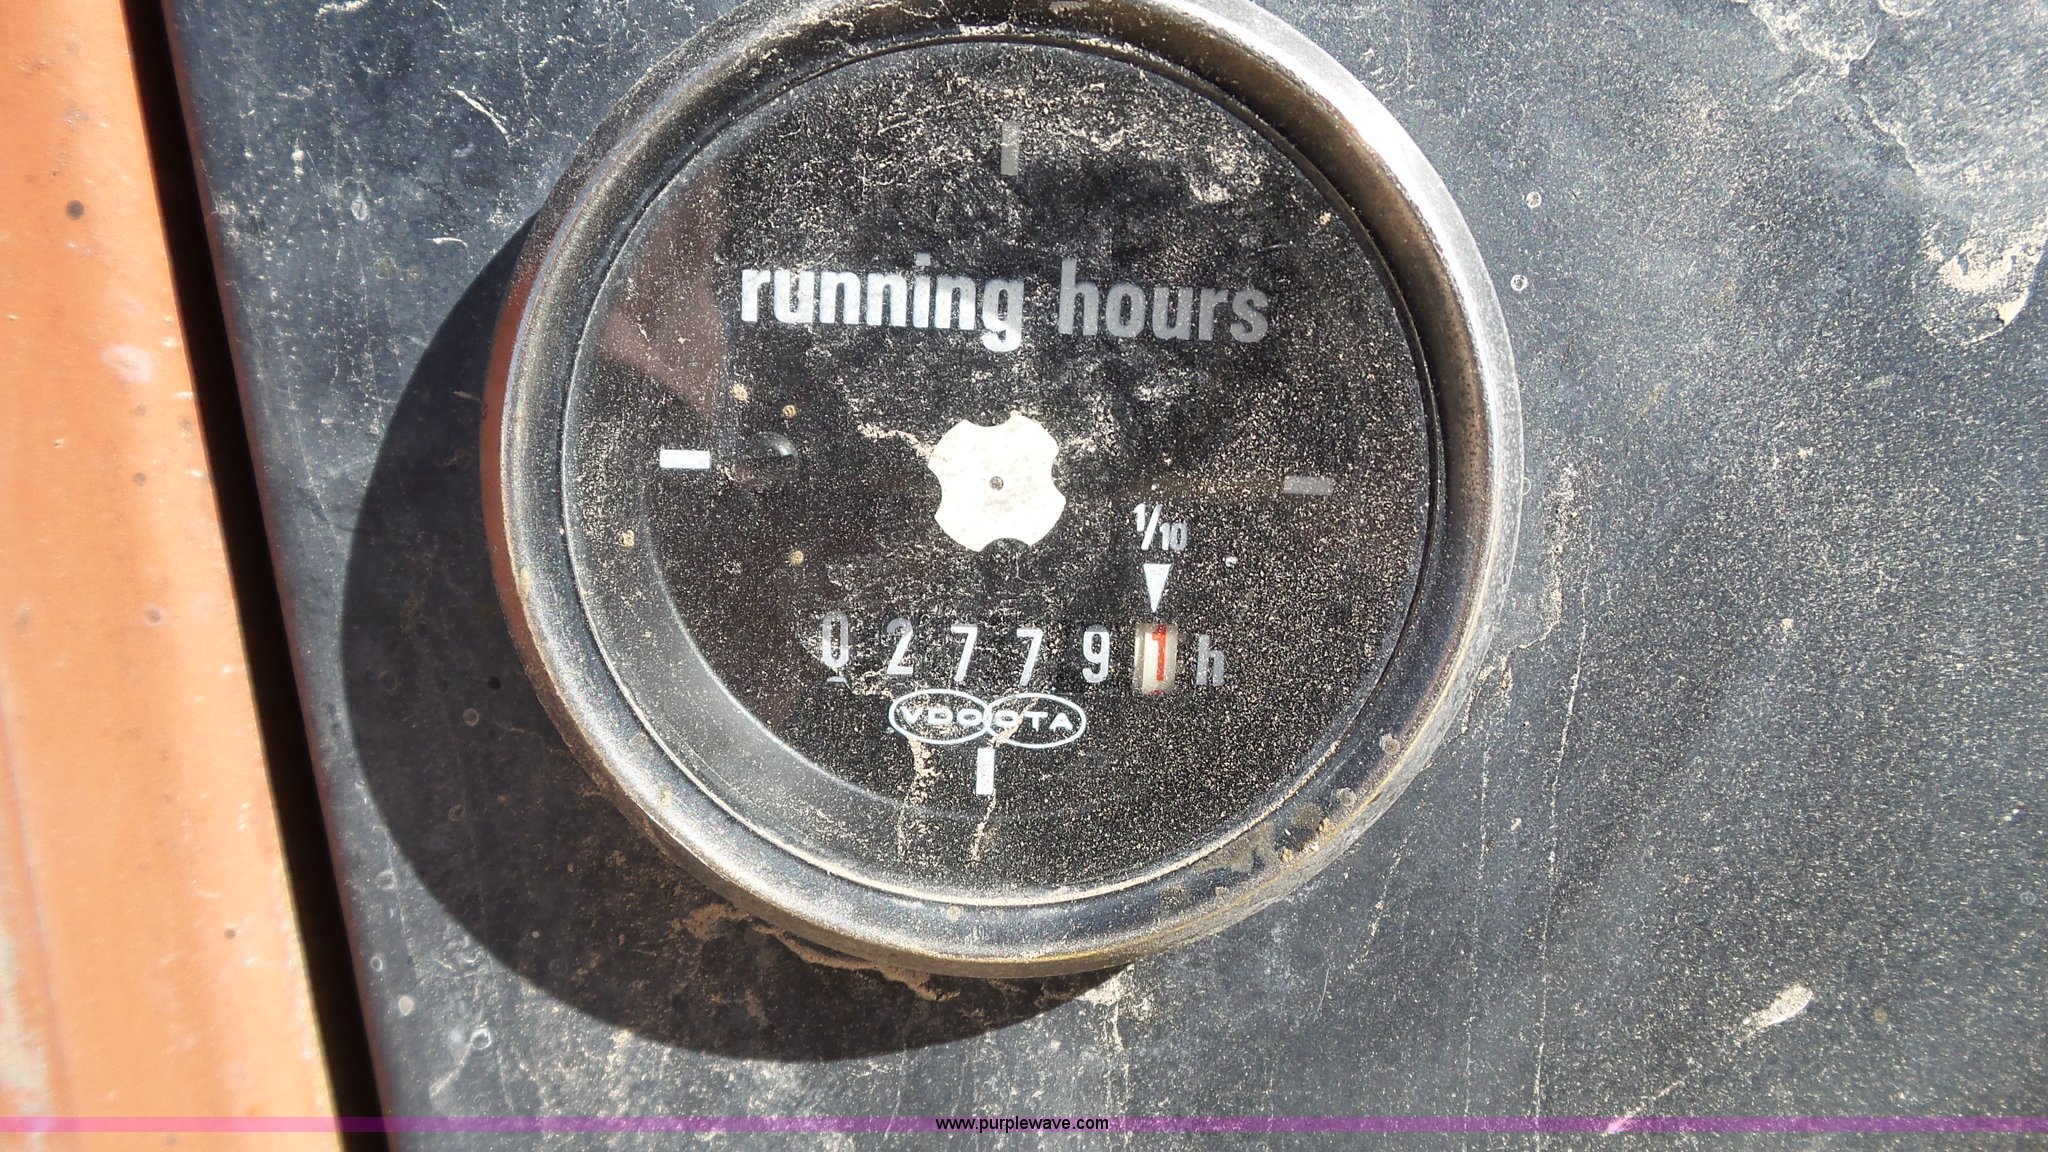 running hours
1/10
0 2 7 7 9 1 h
VDO OTA
www.purplewave.com